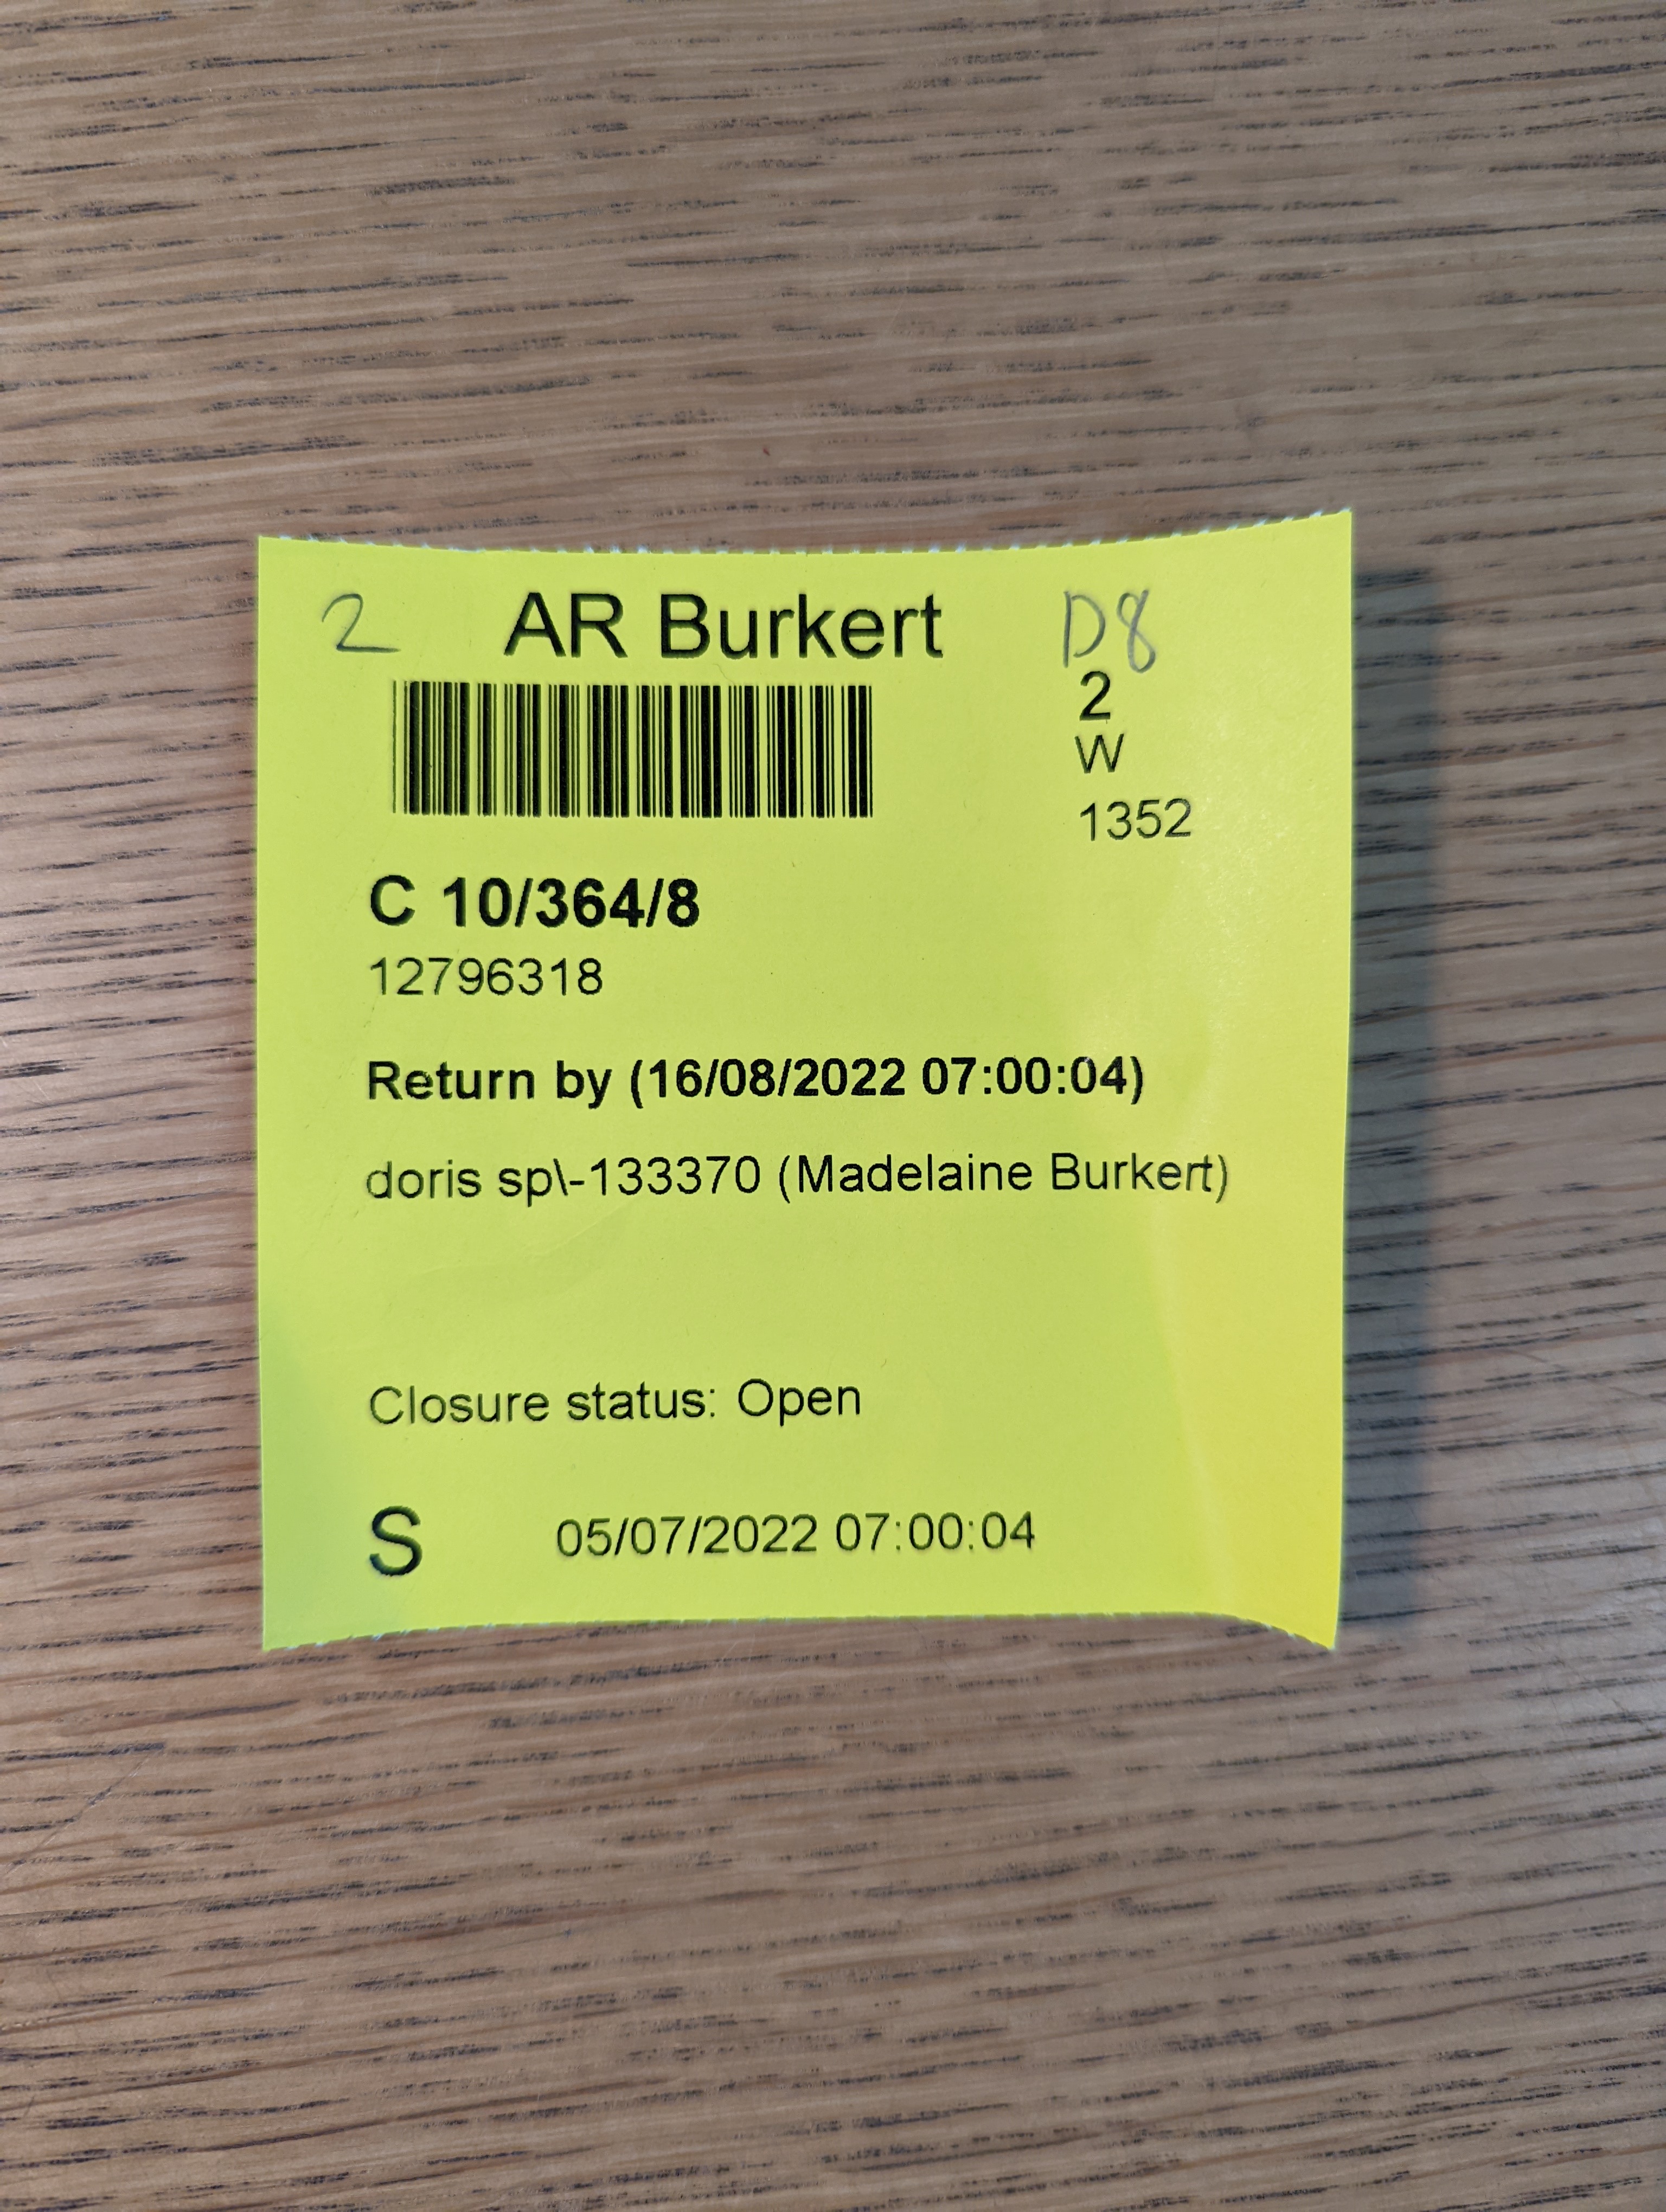 2 AR Burkert D8
2
W
1352
C 10/364/8
12796318
Return by (16/08/2022 07:00:04)
doris sp\-133370 (Madelaine Burkert)
Closure status: Open
S 05/07/2022 07:00:04